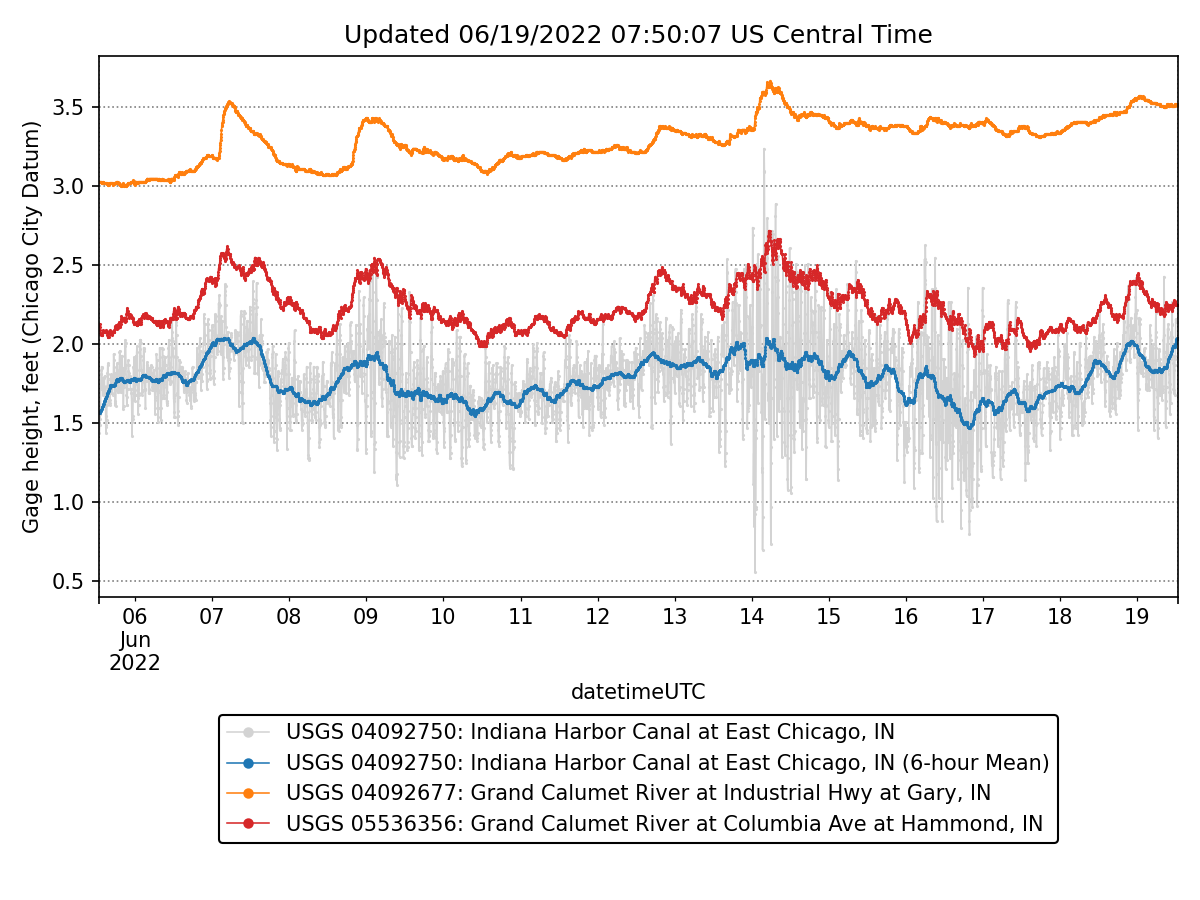 Updated 06/19/2022 07:50:07 US Central Time
Gage height, feet (Chicago City Datum)
3.5
3.0
2.5
2.0
1.5
1.0
0.5
06 07 08 09 10 11 12 13 14 15 16 17 18 19
Jun
2022
datetimeUTC
USGS 04092750: Indiana Harbor Canal at East Chicago, IN
USGS 04092750: Indiana Harbor Canal at East Chicago, IN (6-hour Mean)
USGS 04092677: Grand Calumet River at Industrial Hwy at Gary, IN
USGS 05536356: Grand Calumet River at Columbia Ave at Hammond, IN